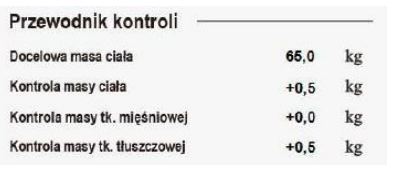 Przewodnik kontroli
Docelowa masa ciała 65,0 kg
Kontrola masy ciała +0,5 kg
Kontrola masy tk. mięśniowej +0,0 kg
Kontrola masy tk. tłuszczowej +0,5 kg